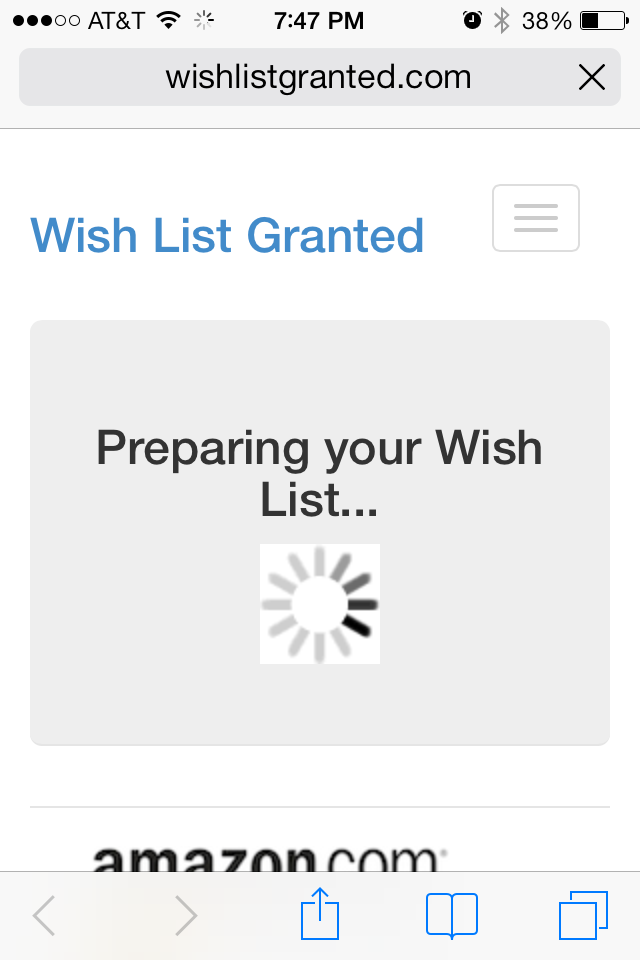 AT&T 7:47 PM 38%
wishlistgranted.com
Wish List Granted
Preparing your Wish
List...
amazon.com